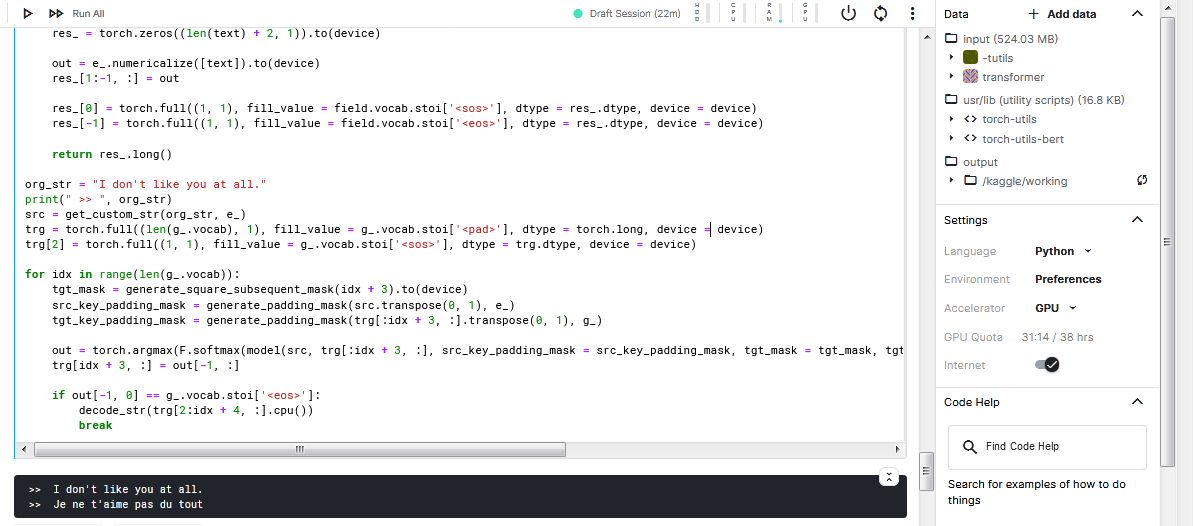 Run All
Draft Session (22m)
HDD
CPU
RAM
GPU
    res_ = torch.zeros((len(text) + 2, 1)).to(device)
    out = e_.numericalize([text]).to(device)
    res_[1:-1, :] = out
    res_[0] = torch.full((1, 1), fill_value = field.vocab.stoi['<sos>'], dtype = res_.dtype, device = device)
    res_[-1] = torch.full((1, 1), fill_value = field.vocab.stoi['<eos>'], dtype = res_.dtype, device = device)
    return res_.long()
org_str = "I don't like you at all."
print(" >> ", org_str)
src = get_custom_str(org_str, e_)
trg = torch.full((len(g_.vocab), 1), fill_value = g_.vocab.stoi['<pad>'], dtype = torch.long, device = device)
trg[2] = torch.full((1, 1), fill_value = g_.vocab.stoi['<sos>'], dtype = trg.dtype, device = device)
for idx in range(len(g_.vocab)):
    tgt_mask = generate_square_subsequent_mask(idx + 3).to(device)
    src_key_padding_mask = generate_padding_mask(src.transpose(0, 1), e_)
    tgt_key_padding_mask = generate_padding_mask(trg[:idx + 3, :].transpose(0, 1), g_)
    out = torch.argmax(F.softmax(model(src, trg[:idx + 3, :], src_key_padding_mask = src_key_padding_mask, tgt_mask = tgt_mask, tgt
    trg[idx + 3, :] = out[-1, :]
    if out[-1, 0] == g_.vocab.stoi['<eos>']:
        decode_str(trg[2:idx + 4, :].cpu())
        break
>>  I don't like you at all.
>>  Je ne t'aime pas du tout
Data
+ Add data
input (524.03 MB)
-tutils
transformer
usr/lib (utility scripts) (16.8 KB)
<> torch-utils
<> torch-utils-bert
output
/kaggle/working
Settings
Language Python
Environment Preferences
Accelerator GPU
GPU Quota 31:14 / 38 hrs
Internet
Code Help
Find Code Help
Search for examples of how to do
things